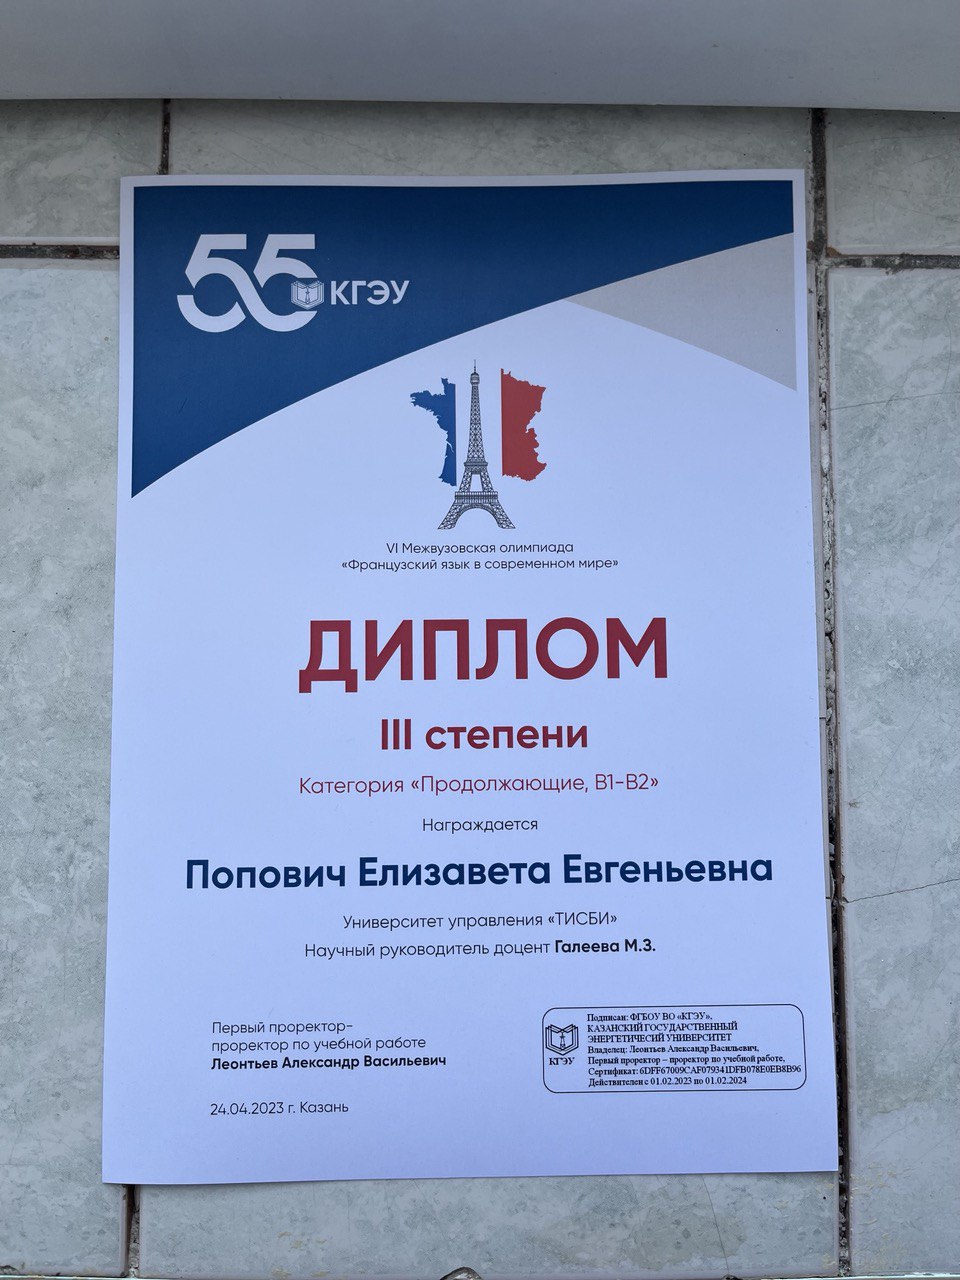 55 КГЭУ
VI Межвузовская олимпиада
«Французский язык в современном мире»
ДИПЛОМ
III степени
Категория «Продолжающие, B1-B2»
Награждается
Попович Елизавета Евгеньевна
Университет управления «ТИСБИ»
Научный руководитель доцент Галеева М.З.
Первый проректор-
проректор по учебной работе
Леонтьев Александр Васильевич
24.04.2023 г. Казань
КГЭУ
Подписан: ФГБОУ ВО «КГЭУ»,
КАЗАНСКИЙ ГОСУДАРСТВЕННЫЙ
ЭНЕРГЕТИЧЕСИЙ УНИВЕРСИТЕТ
Владелец: Леонтьев Александр Васильевич,
Первый проректор – проректор по учебной работе,
Сертификат: 6DFF67009CAF079341DFB078E0EB8B96
Действителен с 01.02.2023 по 01.02.2024